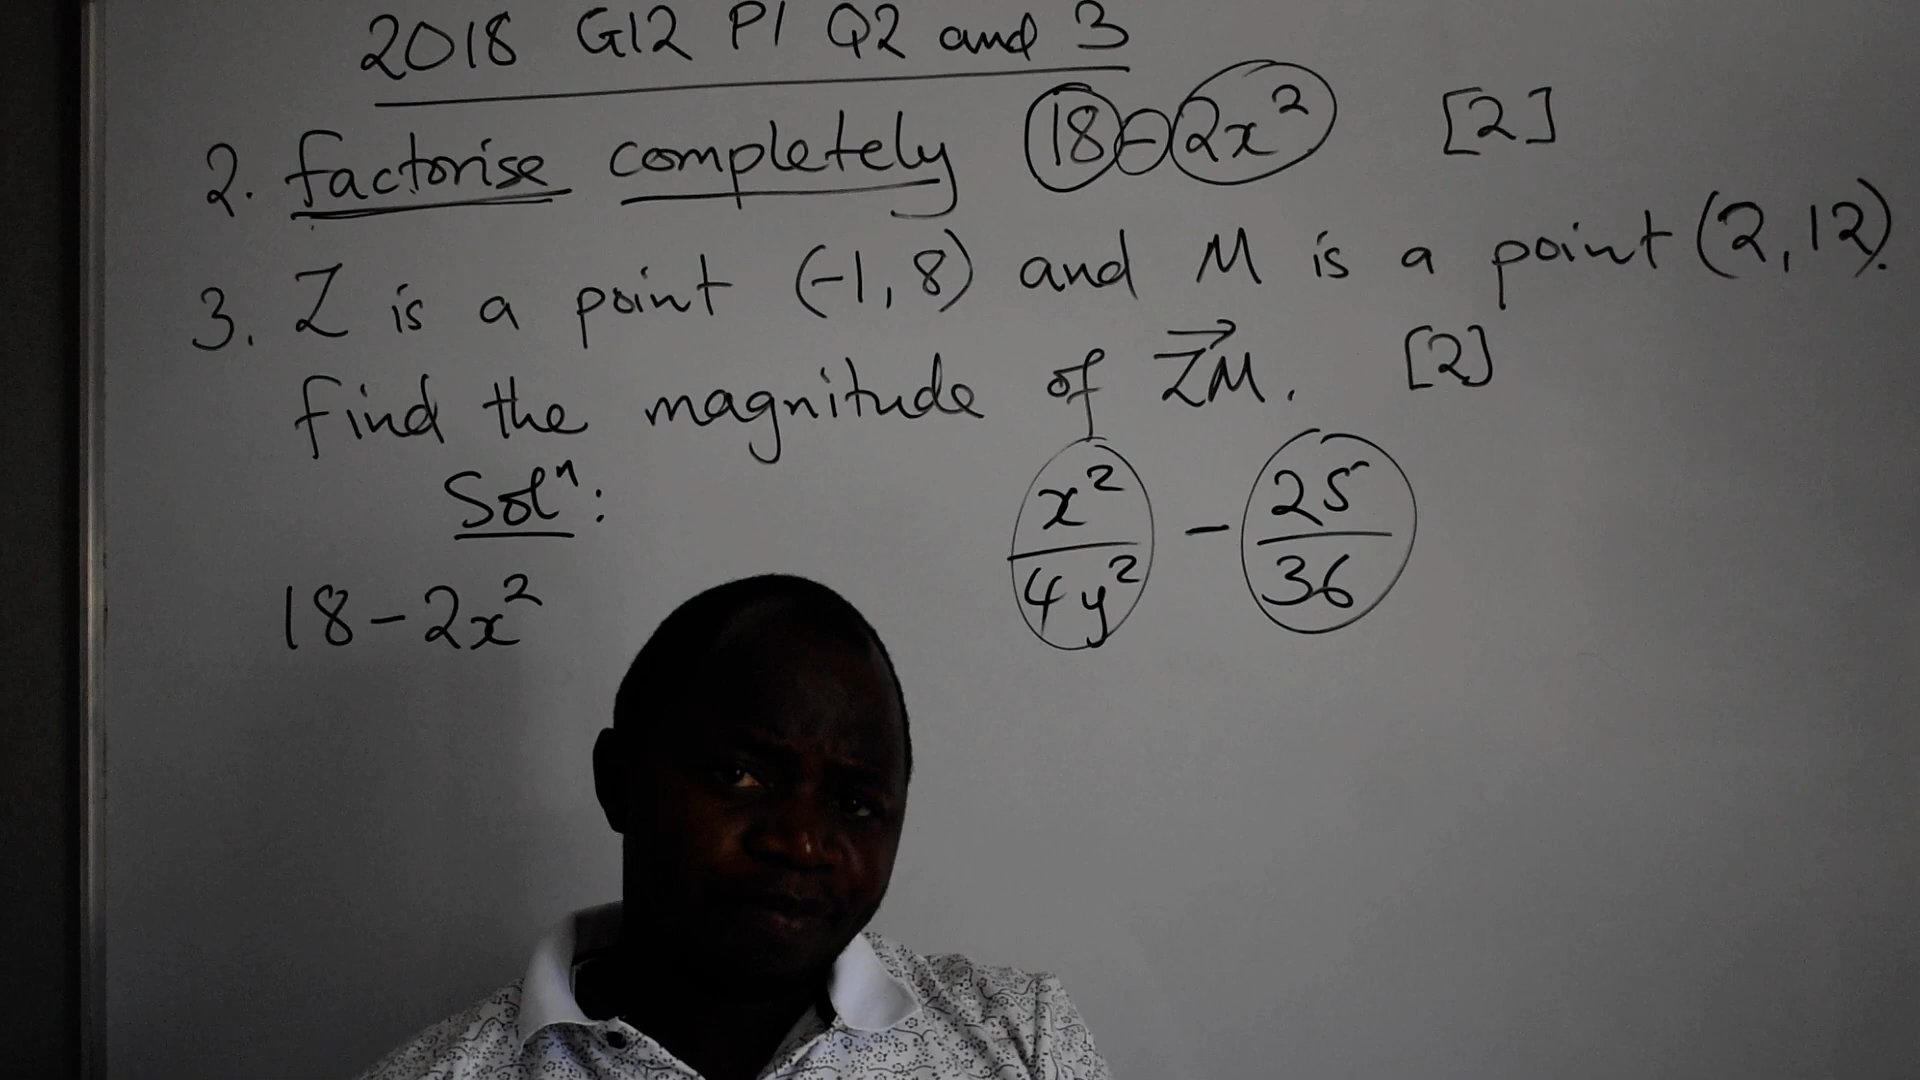 2018 G12 P1 Q2 and 3
2. factorise completely 18 - 2x² [2]
3. Z is a point (-1, 8) and M is a point (2, 12).
find the magnitude of \overrightarrow{ZM}. [2]
Solⁿ:
x²/4y² - 25/36
18 - 2x²